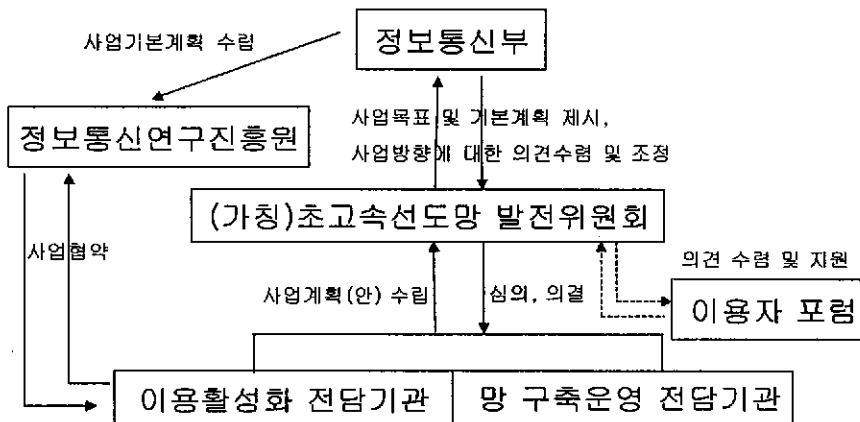 사업기본계획 수립
정보통신부
정보통신연구진흥원
사업목표 및 기본계획 제시,
사업방향에 대한 의견수렴 및 조정
(가칭)초고속선도망 발전위원회
사업협약
의견 수렴 및 지원
사업계획(안) 수립
심의, 의결
이용자 포럼
이용활성화 전담기관
망 구축운영 전담기관